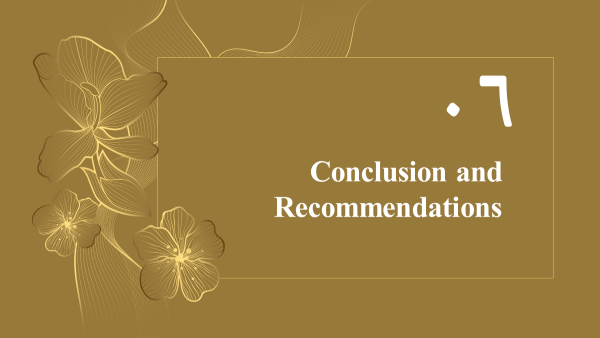 ٠٦
Conclusion and
Recommendations